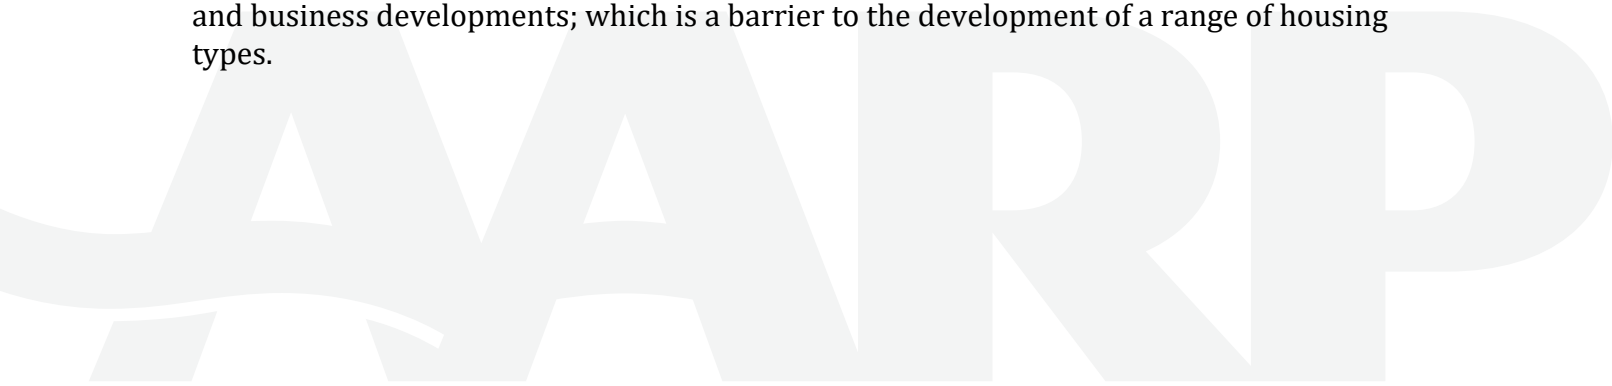 and business developments; which is a barrier to the development of a range of housing
types.
AARP